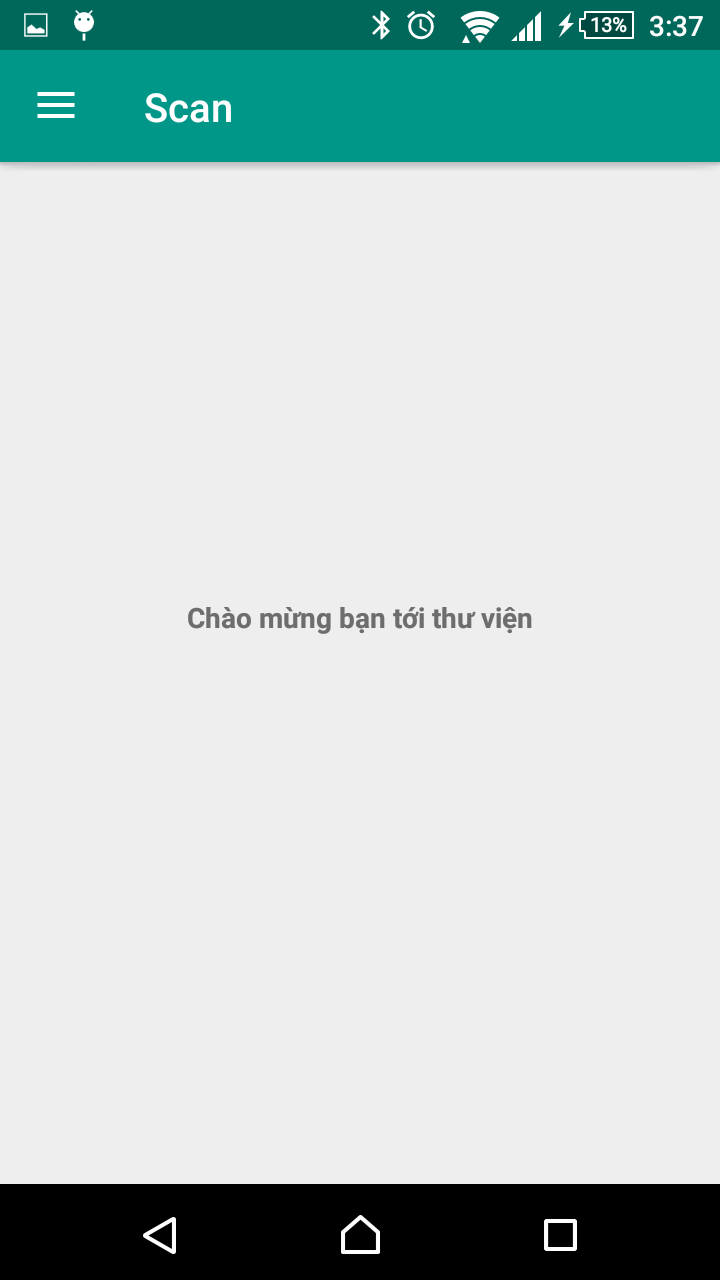 13% 3:37
Scan
Chào mừng bạn tới thư viện